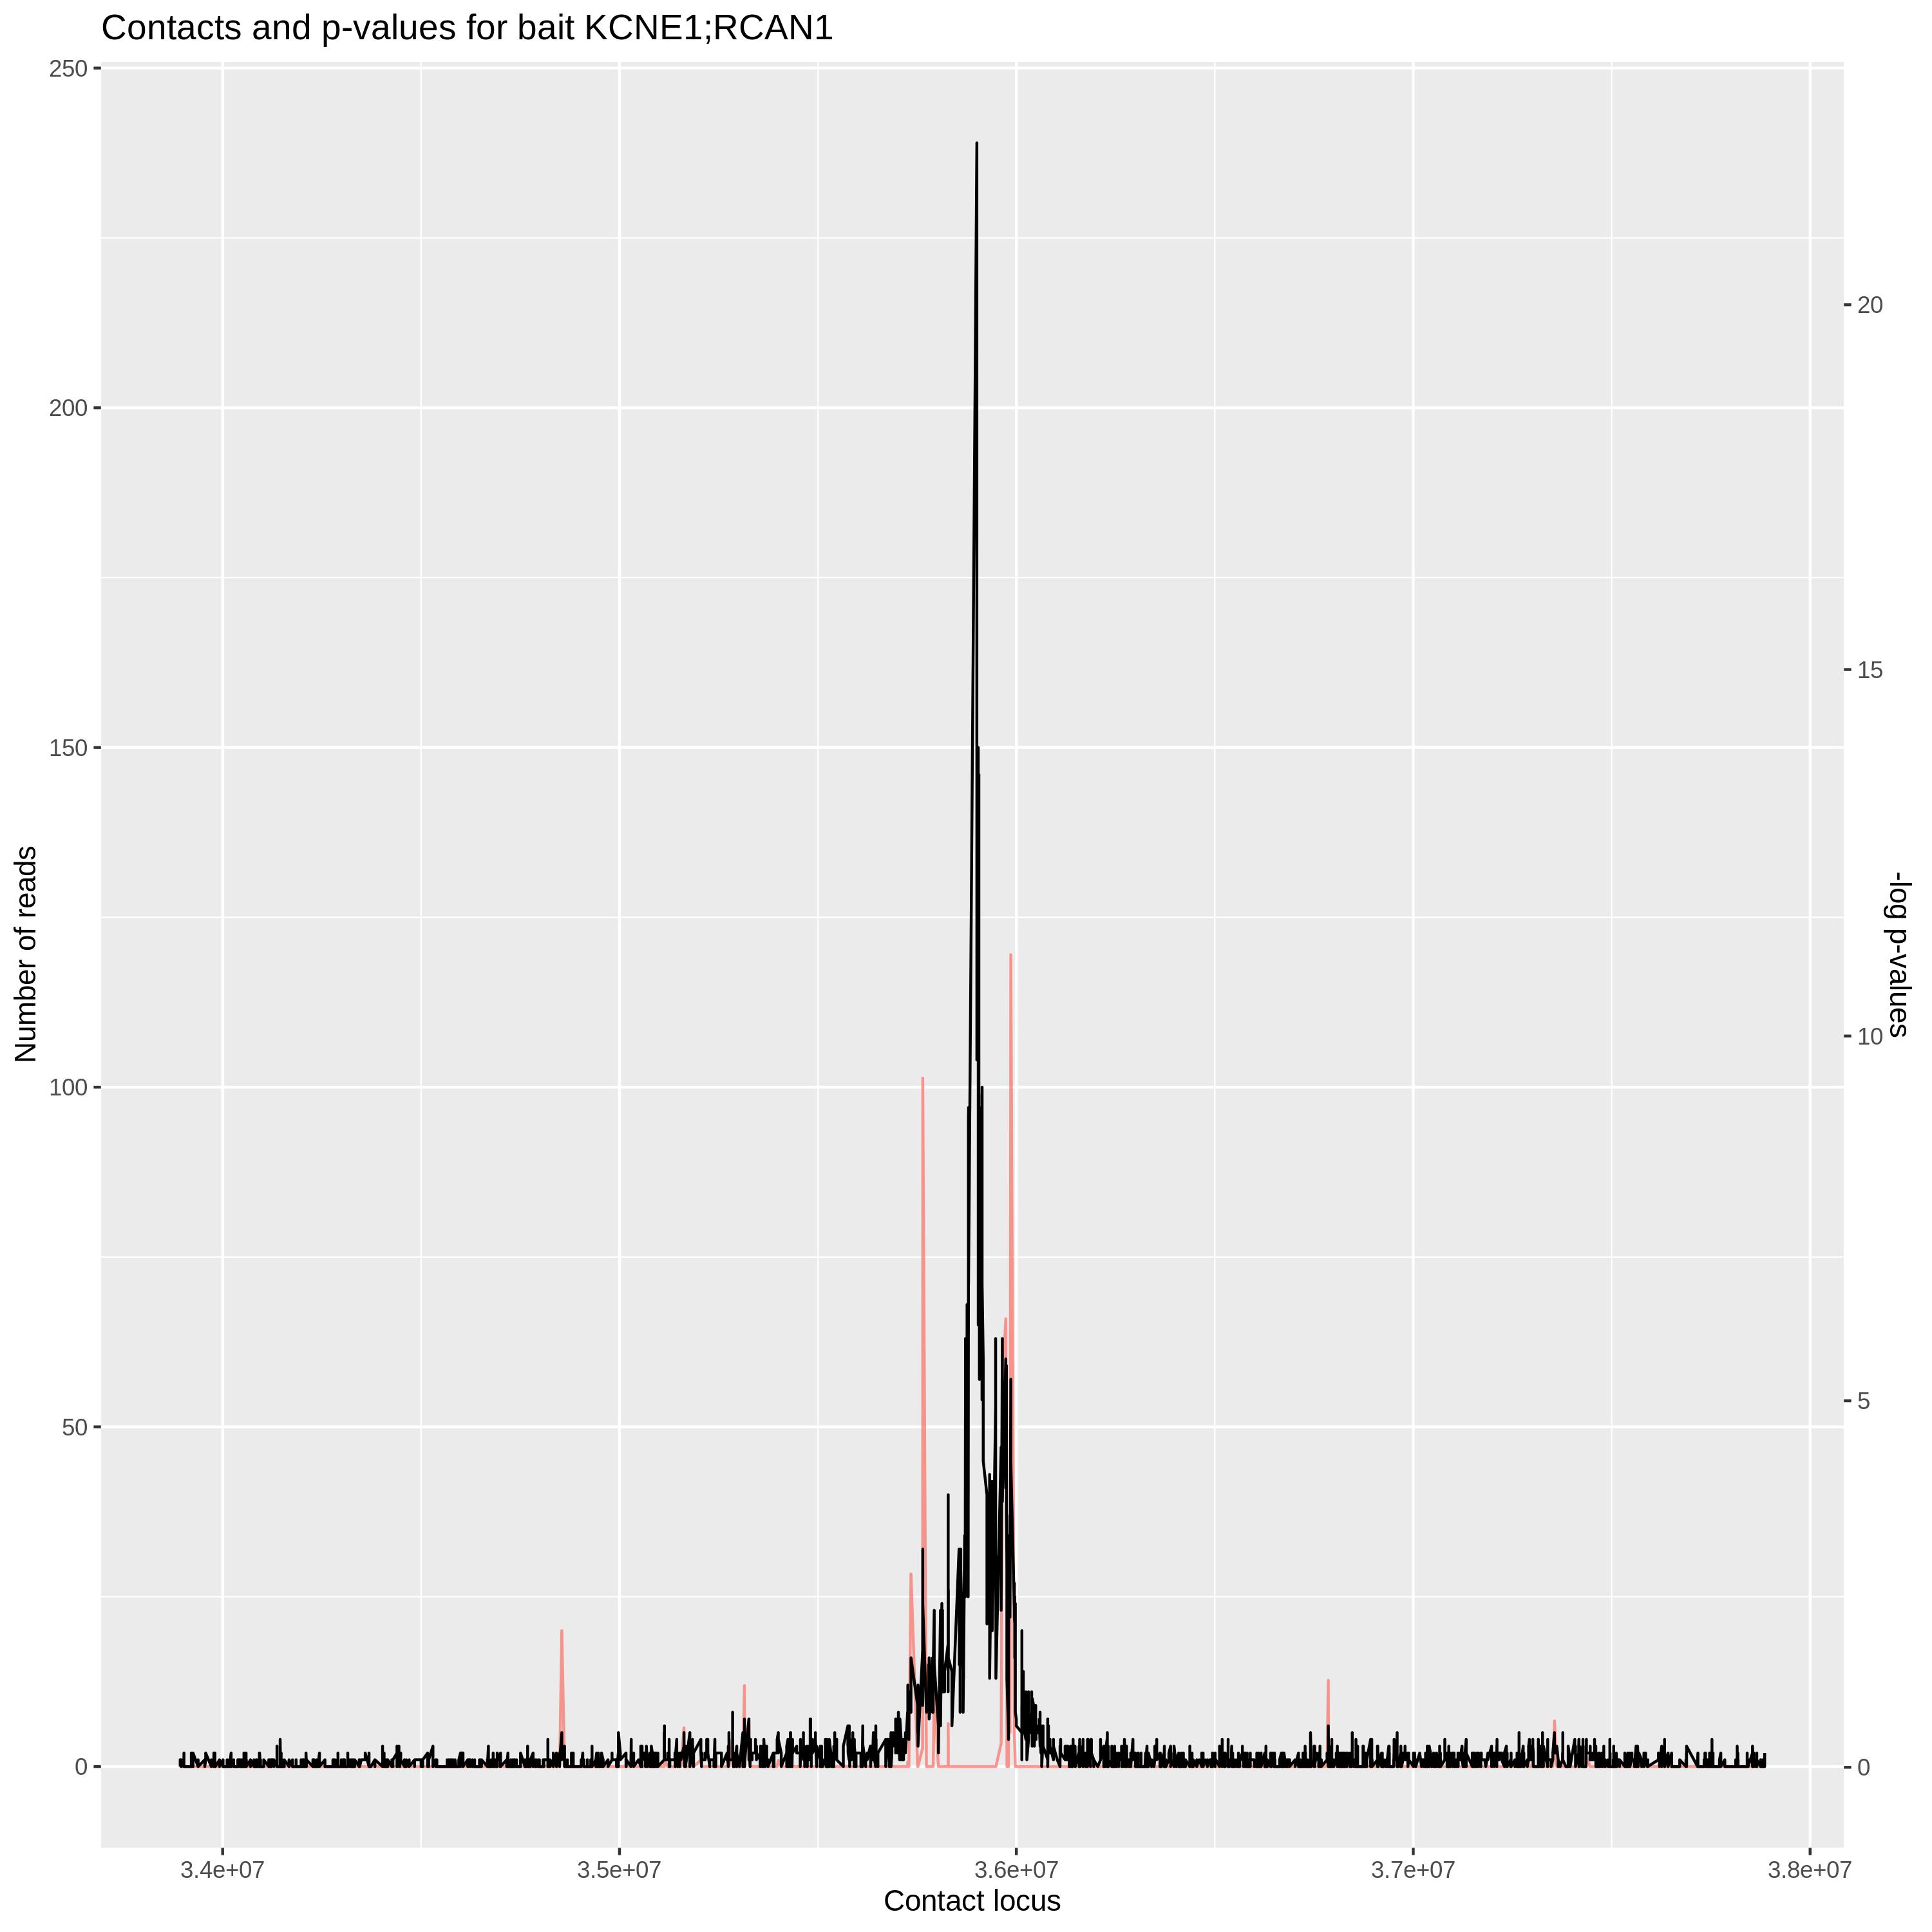 Contacts and p-values for bait KCNE1;RCAN1
250
200
150
100
50
0
Number of reads
20
15
10
5
0
-log p-values
3.4e+07
3.5e+07
3.6e+07
3.7e+07
3.8e+07
Contact locus